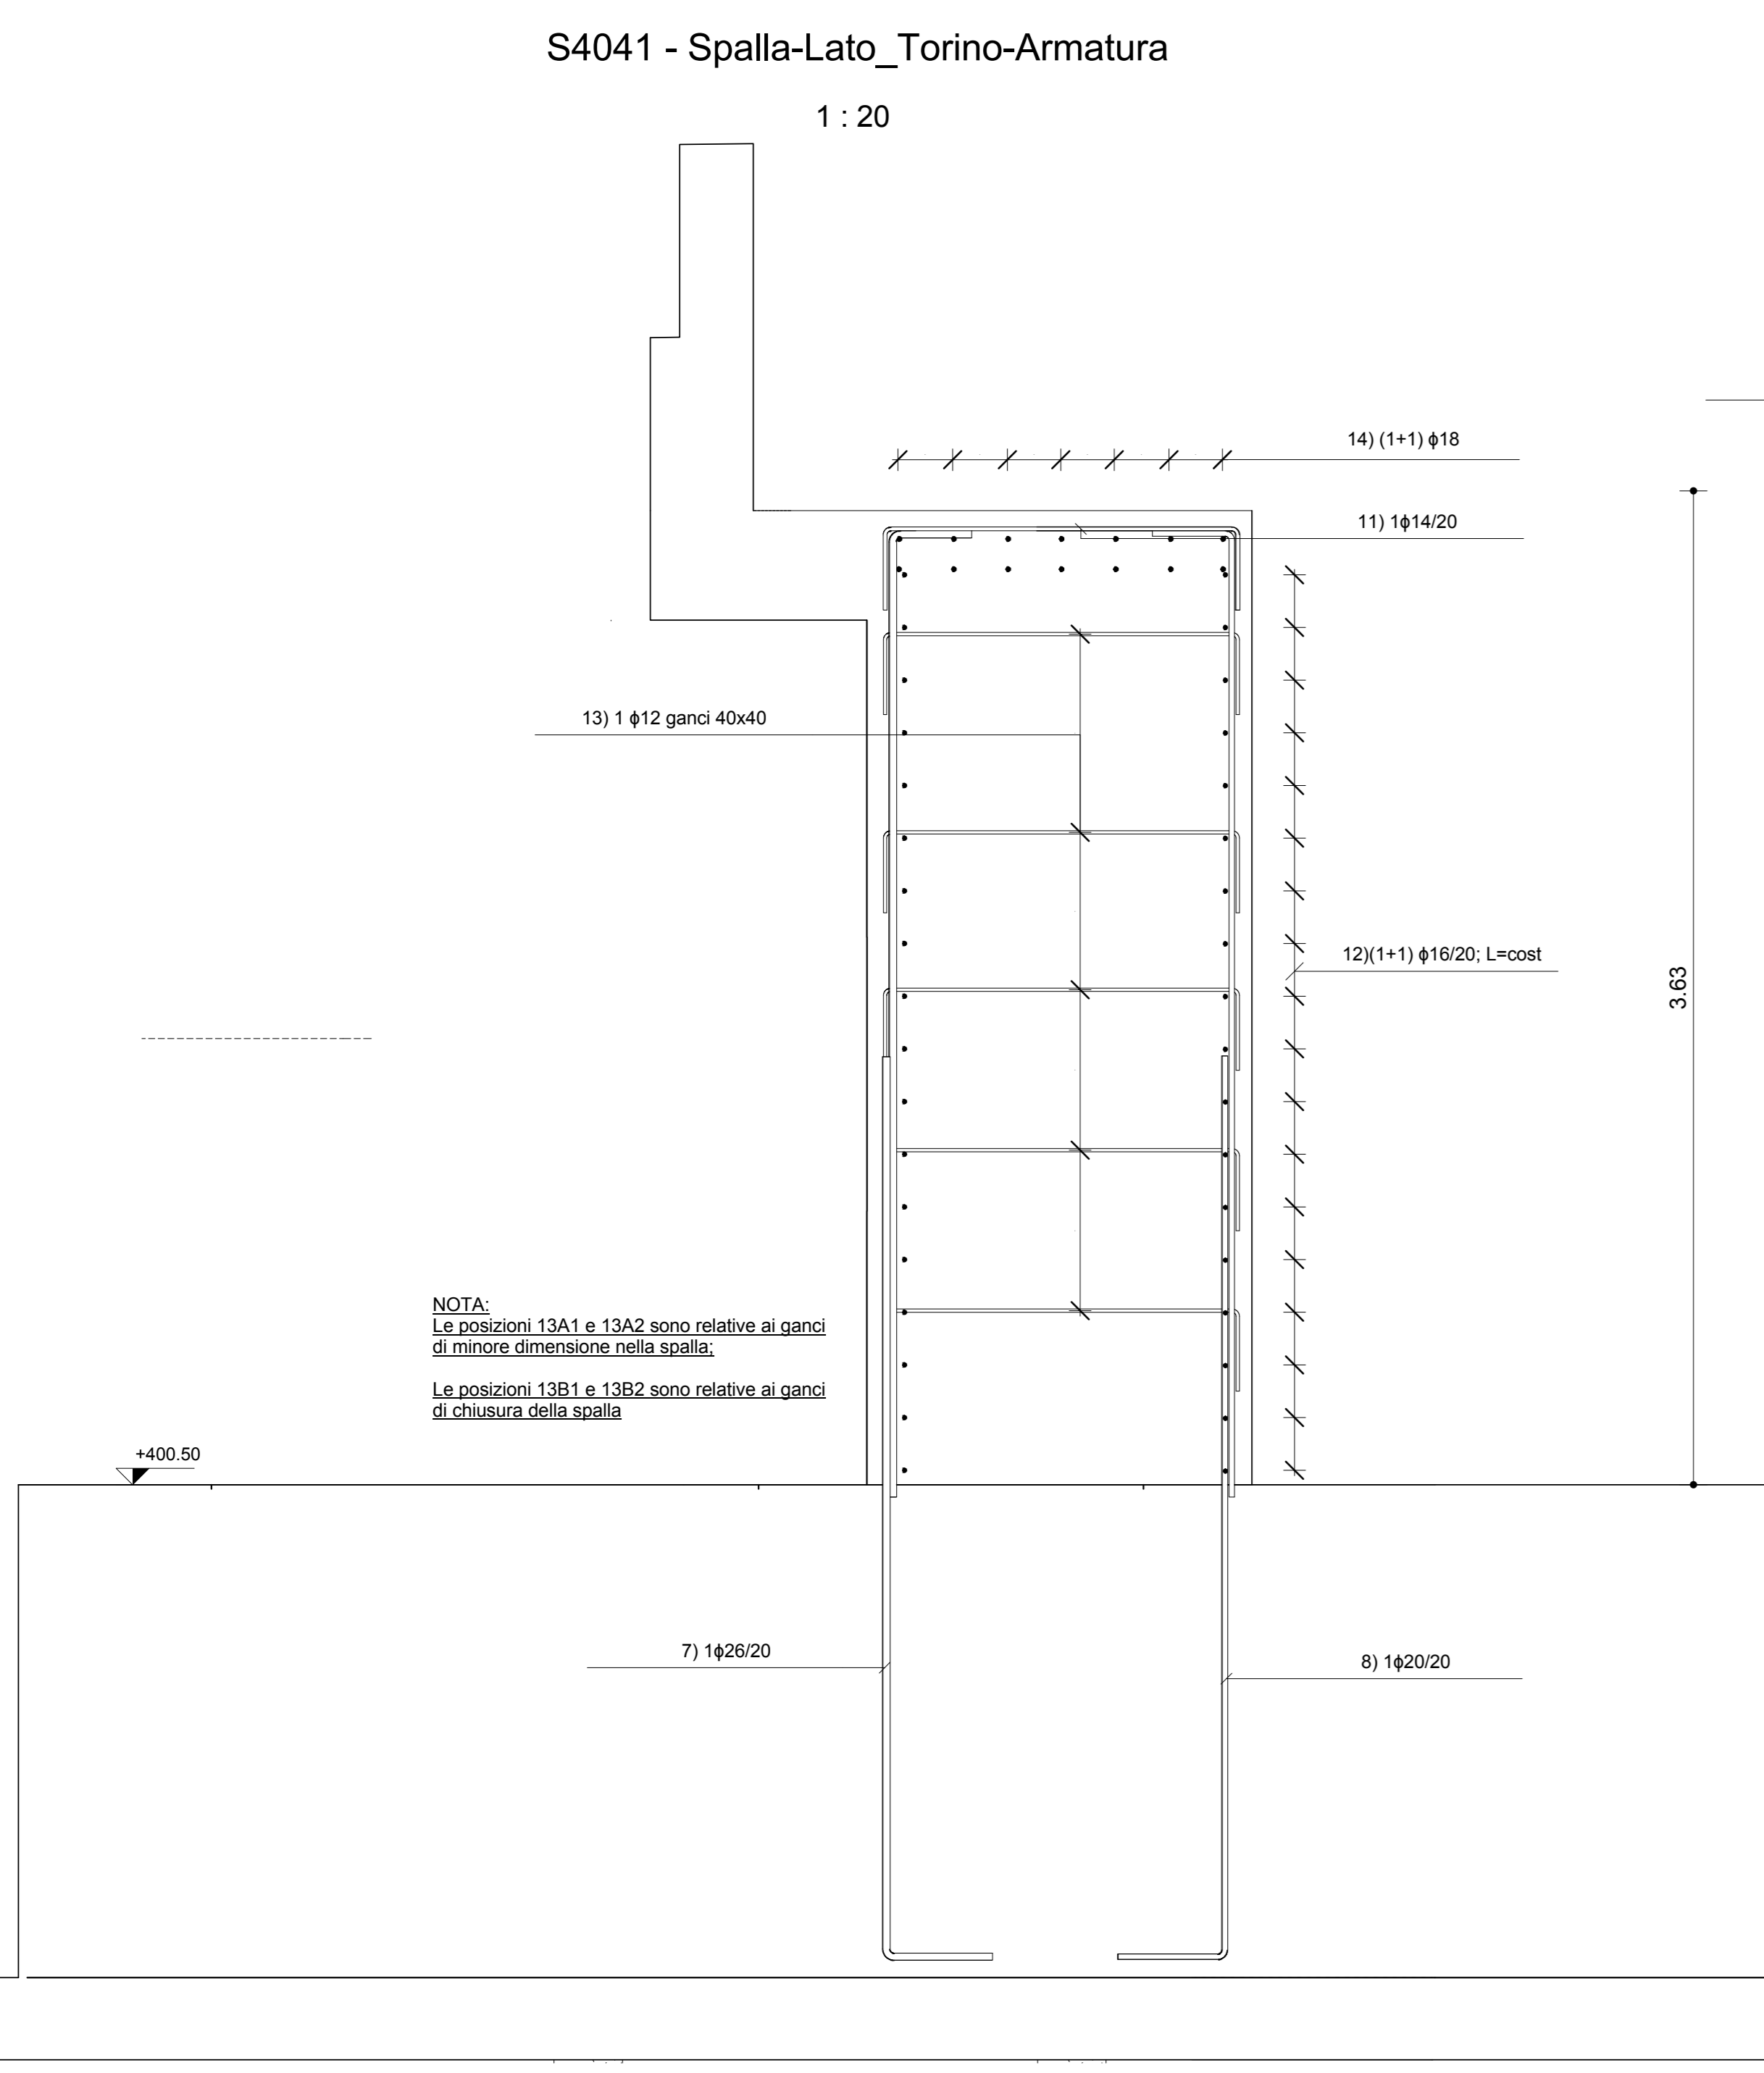 S4041 - Spalla-Lato_Torino-Armatura
1 : 20
14) (1+1) ϕ18
11) 1ϕ14/20
13) 1 ϕ12 ganci 40x40
12)(1+1) ϕ16/20; L=cost
3.63
NOTA:
Le posizioni 13A1 e 13A2 sono relative ai ganci
di minore dimensione nella spalla;
Le posizioni 13B1 e 13B2 sono relative ai ganci
di chiusura della spalla
+400.50
7) 1ϕ26/20
8) 1ϕ20/20